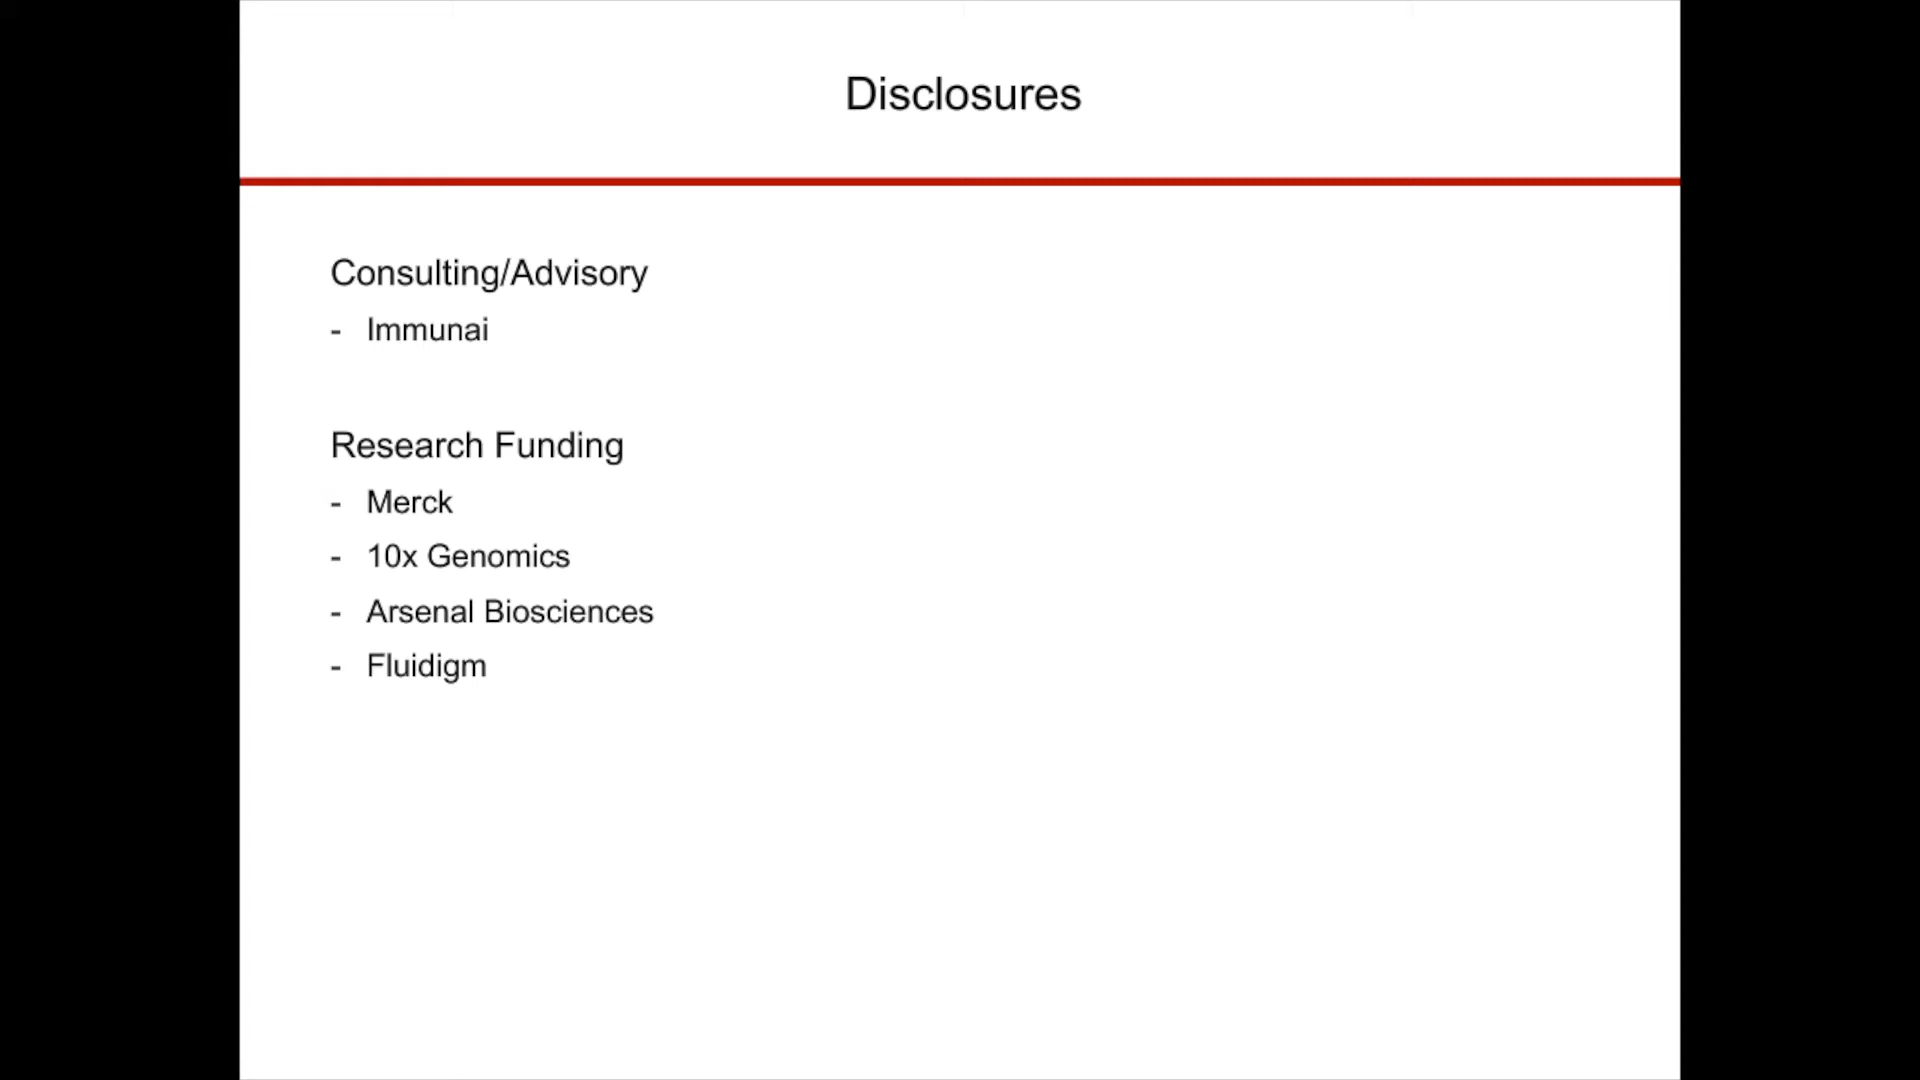 Disclosures
Consulting/Advisory
- Immunai
Research Funding
- Merck
- 10x Genomics
- Arsenal Biosciences
- Fluidigm